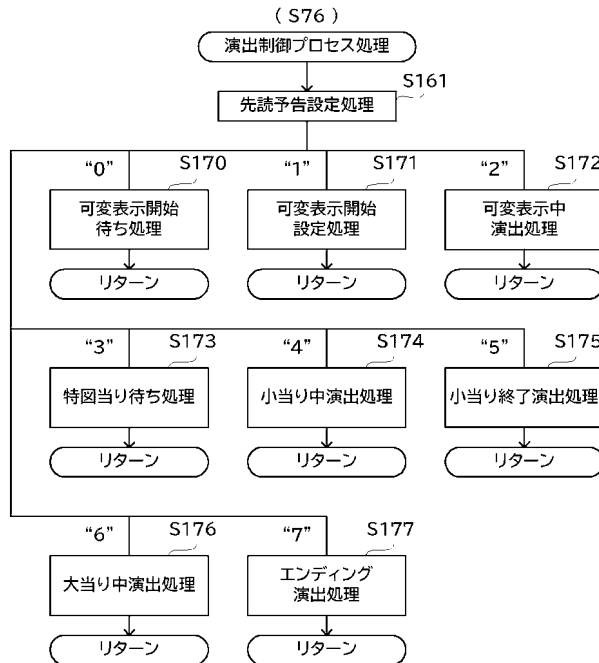 （S76）
演出制御プロセス処理
S161
先読予告設定処理
“0”
S170
可変表示開始
待ち処理
リターン
“1”
S171
可変表示開始
設定処理
リターン
“2”
S172
可変表示中
演出処理
リターン
“3”
S173
特図当り待ち処理
リターン
“4”
S174
小当り中演出処理
リターン
“5”
S175
小当り終了演出処理
リターン
“6”
S176
大当り中演出処理
リターン
“7”
S177
エンディング
演出処理
リターン